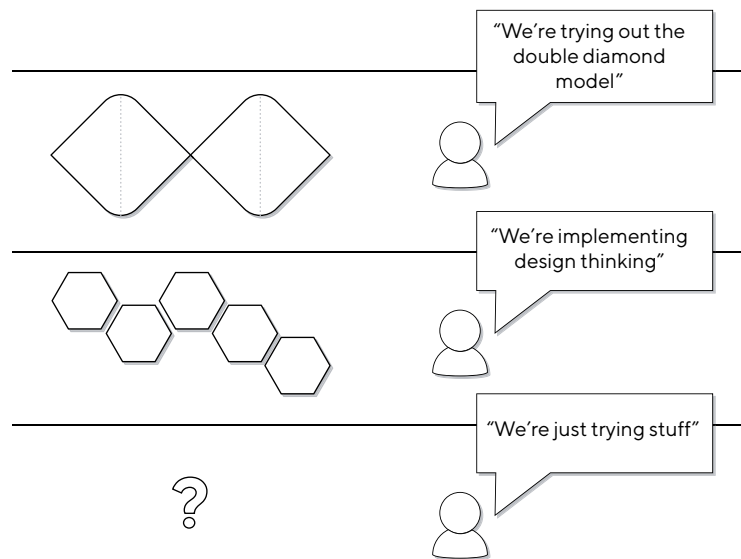 “We’re trying out the
double diamond
model”
“We’re implementing
design thinking”
“We’re just trying stuff”
?